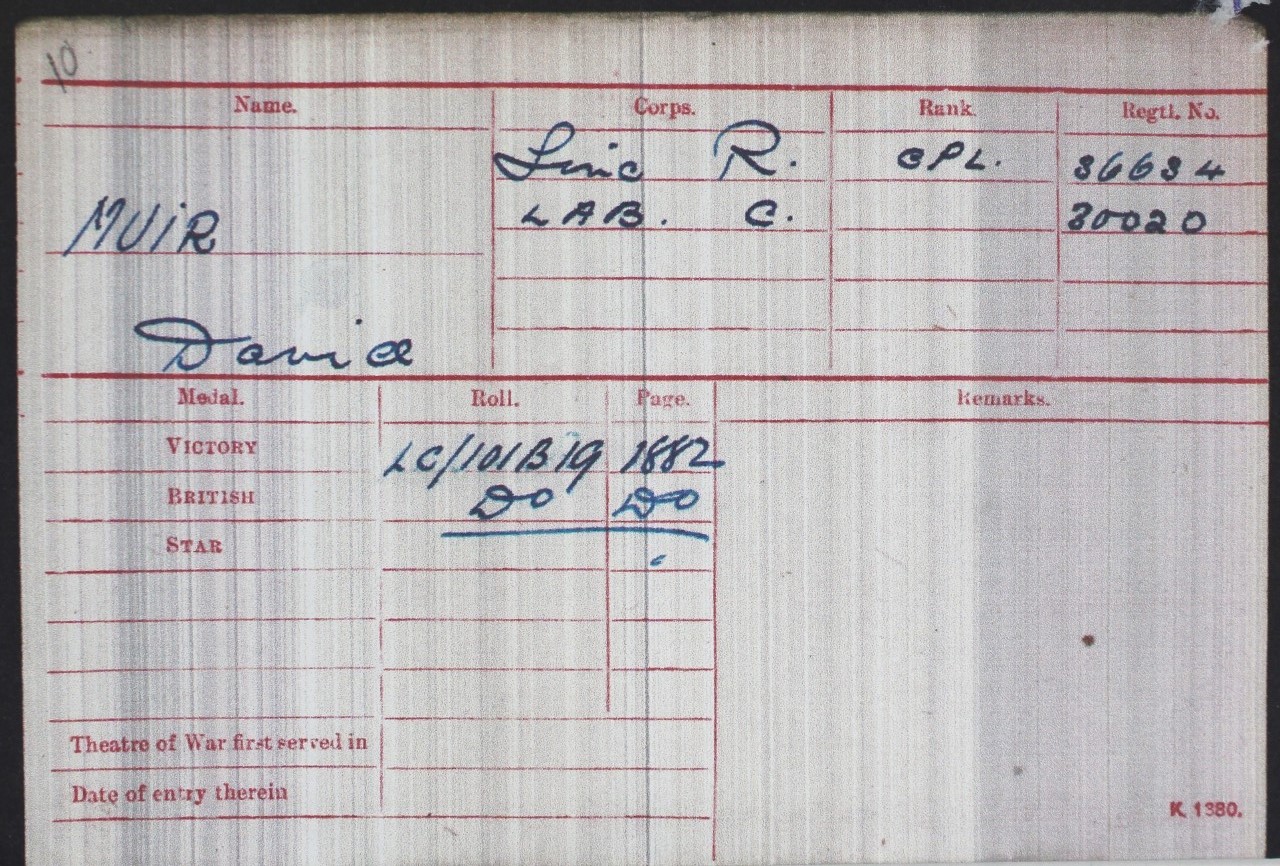 10
Name. Corps. Rank. Regtl. No.
Linc R. CPL. 36634
MUIR LAB. C. 30020
David
Medal. Roll. Page. Remarks.
VICTORY LC/101B19 1882
BRITISH DO DO
STAR
Theatre of War first served in
Date of entry therein
K. 1380.